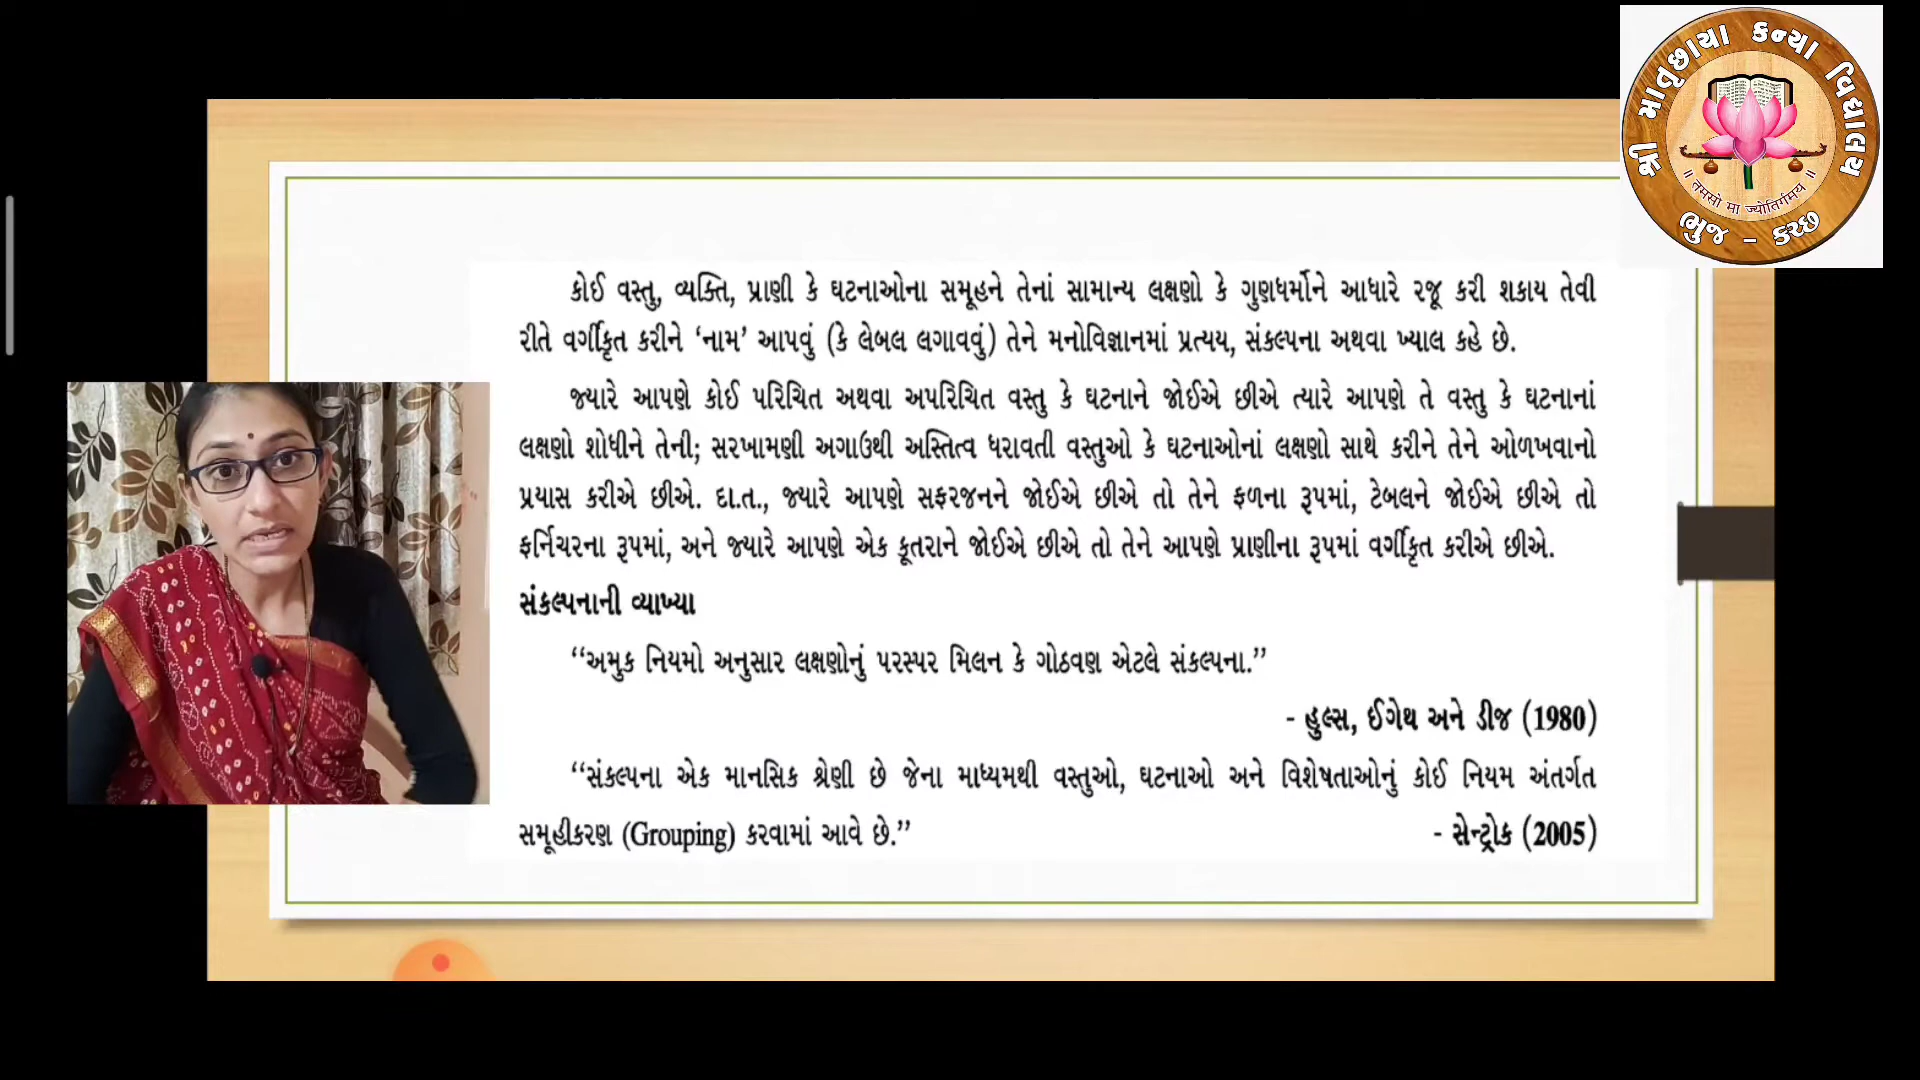 શ્રી માતૃછાયા કન્યા વિદ્યાલય
॥ तमसो मा ज्योतिर्गमय ॥
ભુજ - કચ્છ
કોઈ વસ્તુ, વ્યક્તિ, પ્રાણી કે ઘટનાઓના સમૂહને તેનાં સામાન્ય લક્ષણો કે ગુણધર્મોને આધારે રજૂ કરી શકાય તેવી
રીતે વર્ગીકૃત કરીને ‘નામ’ આપવું (કે લેબલ લગાવવું) તેને મનોવિજ્ઞાનમાં પ્રત્યય, સંકલ્પના અથવા ખ્યાલ કહે છે.
જ્યારે આપણે કોઈ પરિચિત અથવા અપરિચિત વસ્તુ કે ઘટનાને જોઈએ છીએ ત્યારે આપણે તે વસ્તુ કે ઘટનાનાં
લક્ષણો શોધીને તેની; સરખામણી અગાઉથી અસ્તિત્વ ધરાવતી વસ્તુઓ કે ઘટનાઓનાં લક્ષણો સાથે કરીને તેને ઓળખવાનો
પ્રયાસ કરીએ છીએ. દા.ત., જ્યારે આપણે સફરજનને જોઈએ છીએ તો તેને ફળના રૂપમાં, ટેબલને જોઈએ છીએ તો
ફર્નિચરના રૂપમાં, અને જ્યારે આપણે એક કૂતરાને જોઈએ છીએ તો તેને આપણે પ્રાણીના રૂપમાં વર્ગીકૃત કરીએ છીએ.
સંકલ્પનાની વ્યાખ્યા
‘‘અમુક નિયમો અનુસાર લક્ષણોનું પરસ્પર મિલન કે ગોઠવણ એટલે સંકલ્પના.’’
- હુલ્સ, ઈગેથ અને ડીજ (1980)
‘‘સંકલ્પના એક માનસિક શ્રેણી છે જેના માધ્યમથી વસ્તુઓ, ઘટનાઓ અને વિશેષતાઓનું કોઈ નિયમ અંતર્ગત
સમૂહીકરણ (Grouping) કરવામાં આવે છે.’’ - સેન્ટ્રોક (2005)